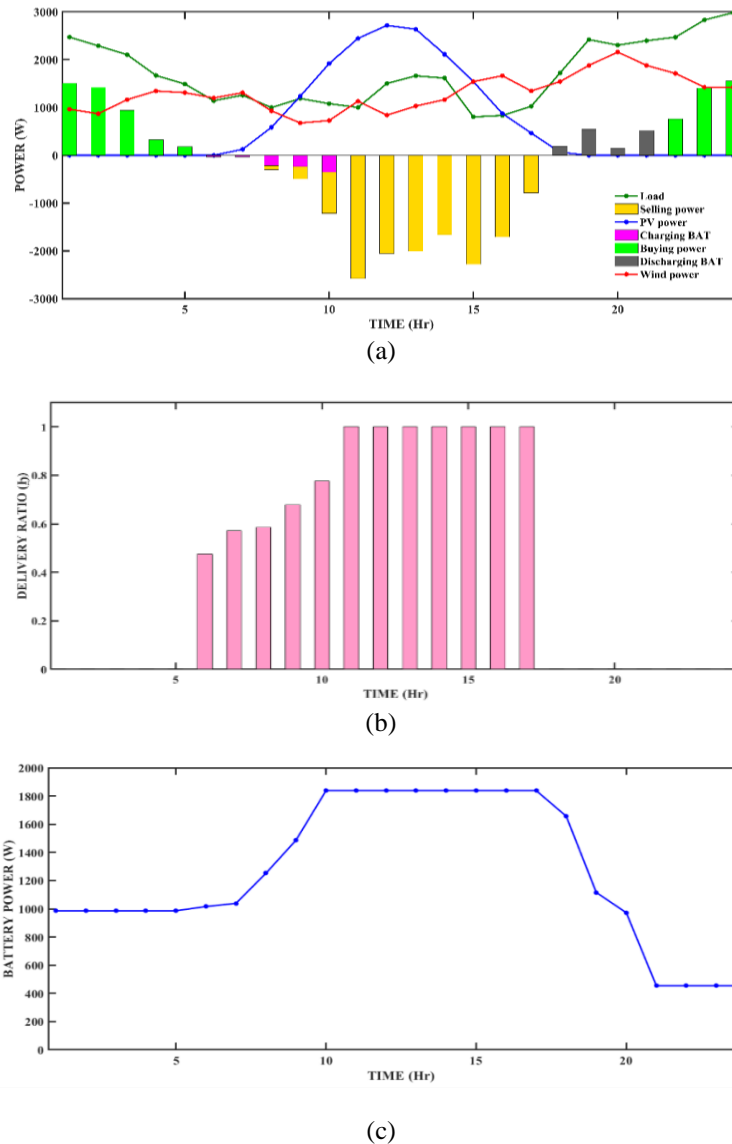 3000
2000
1000
0
-1000
-2000
-3000
POWER (W)
Load
Selling power
PV power
Charging BAT
Buying power
Discharging BAT
Wind power
5 10 15 20
TIME (Hr)
(a)
1
0.8
0.6
0.4
0.2
0
DELIVERY RATIO (b)
5 10 15 20
TIME (Hr)
(b)
2000
1800
1600
1400
1200
1000
800
600
400
200
0
BATTERY POWER (W)
5 10 15 20
TIME (Hr)
(c)